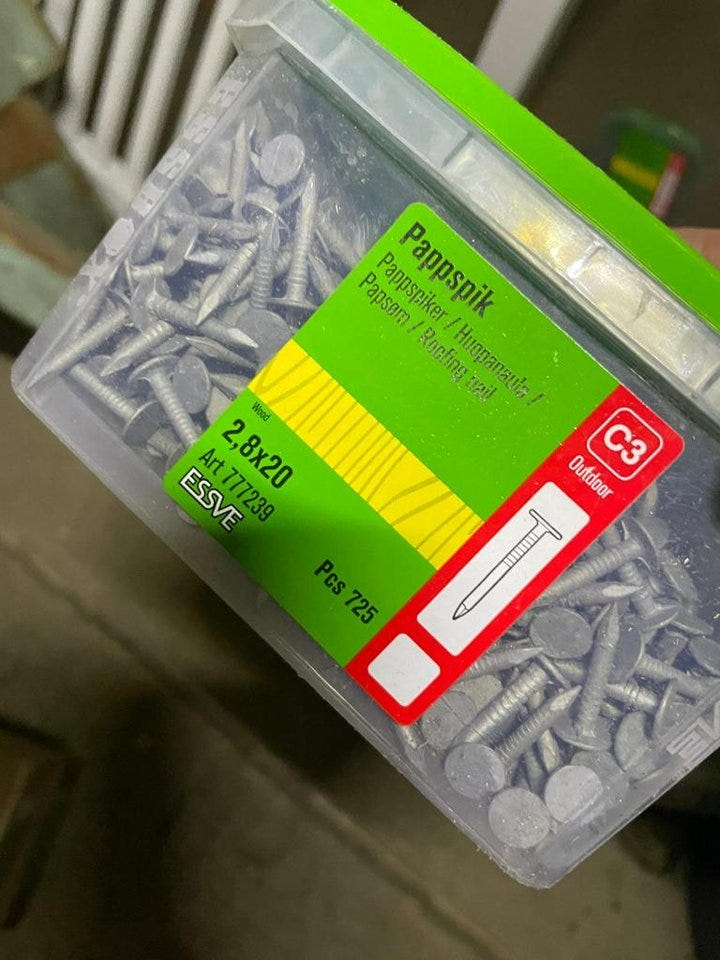 Pappspik
Pappspiker / Huopanaula /
Papsøm / Roofing nail
Wood
2,8x20
Art 777239
ESSVE
Pcs 725
C3
Outdoor